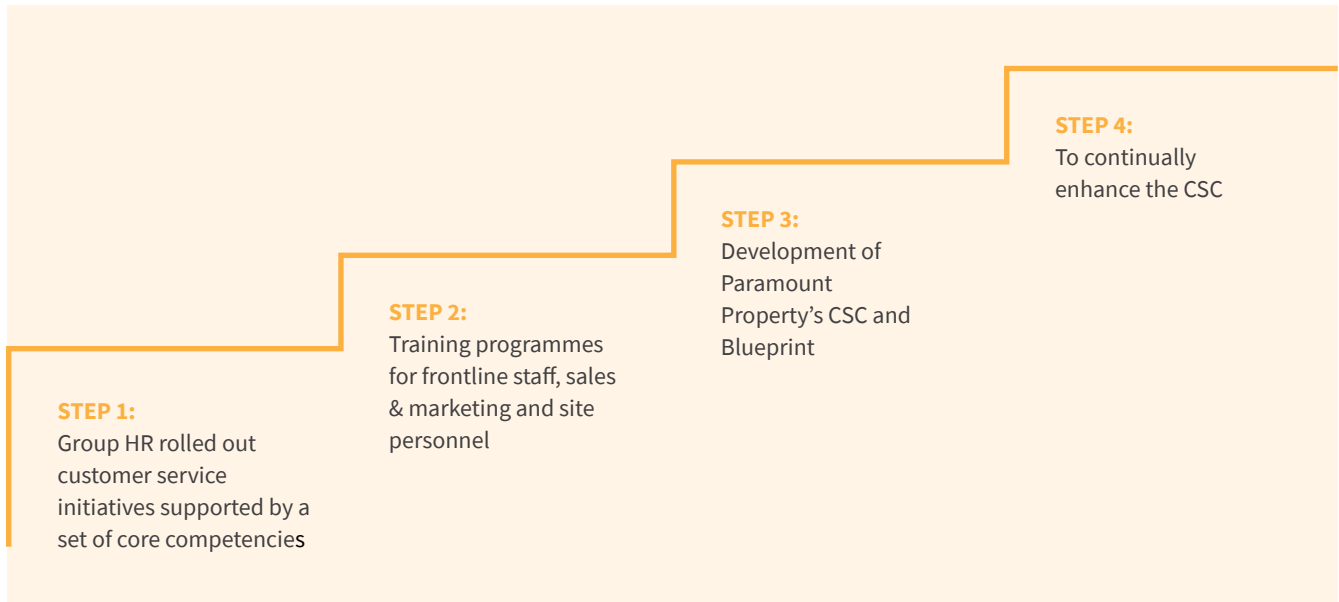 STEP 1:
Group HR rolled out
customer service
initiatives supported by a
set of core competencies
STEP 2:
Training programmes
for frontline staff, sales
& marketing and site
personnel
STEP 3:
Development of
Paramount
Property’s CSC and
Blueprint
STEP 4:
To continually
enhance the CSC